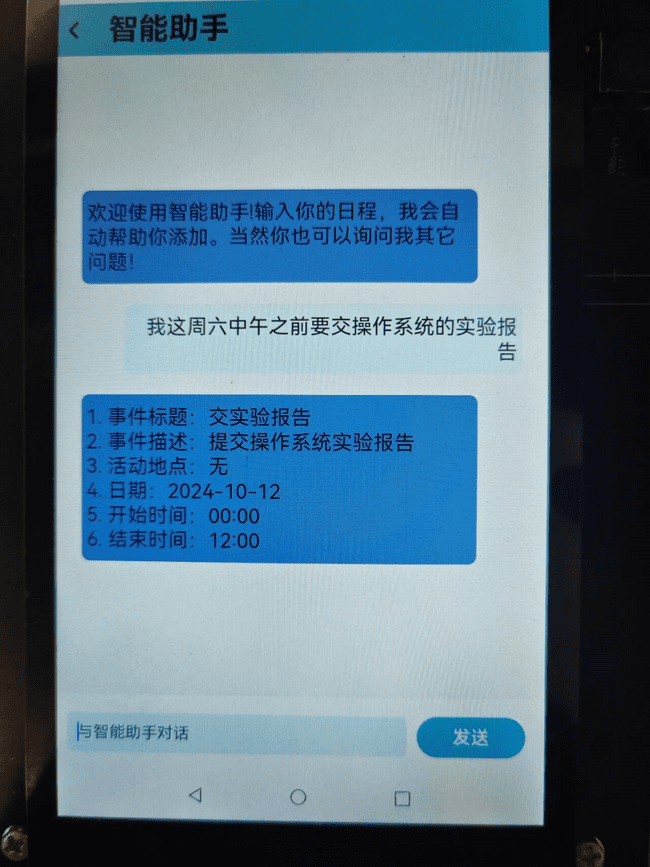 智能助手
欢迎使用智能助手!输入你的日程，我会自
动帮助你添加。当然你也可以询问我其它
问题!
我这周六中午之前要交操作系统的实验报
告
1. 事件标题：交实验报告
2. 事件描述：提交操作系统实验报告
3. 活动地点：无
4. 日期：2024-10-12
5. 开始时间：00:00
6. 结束时间：12:00
与智能助手对话
发送